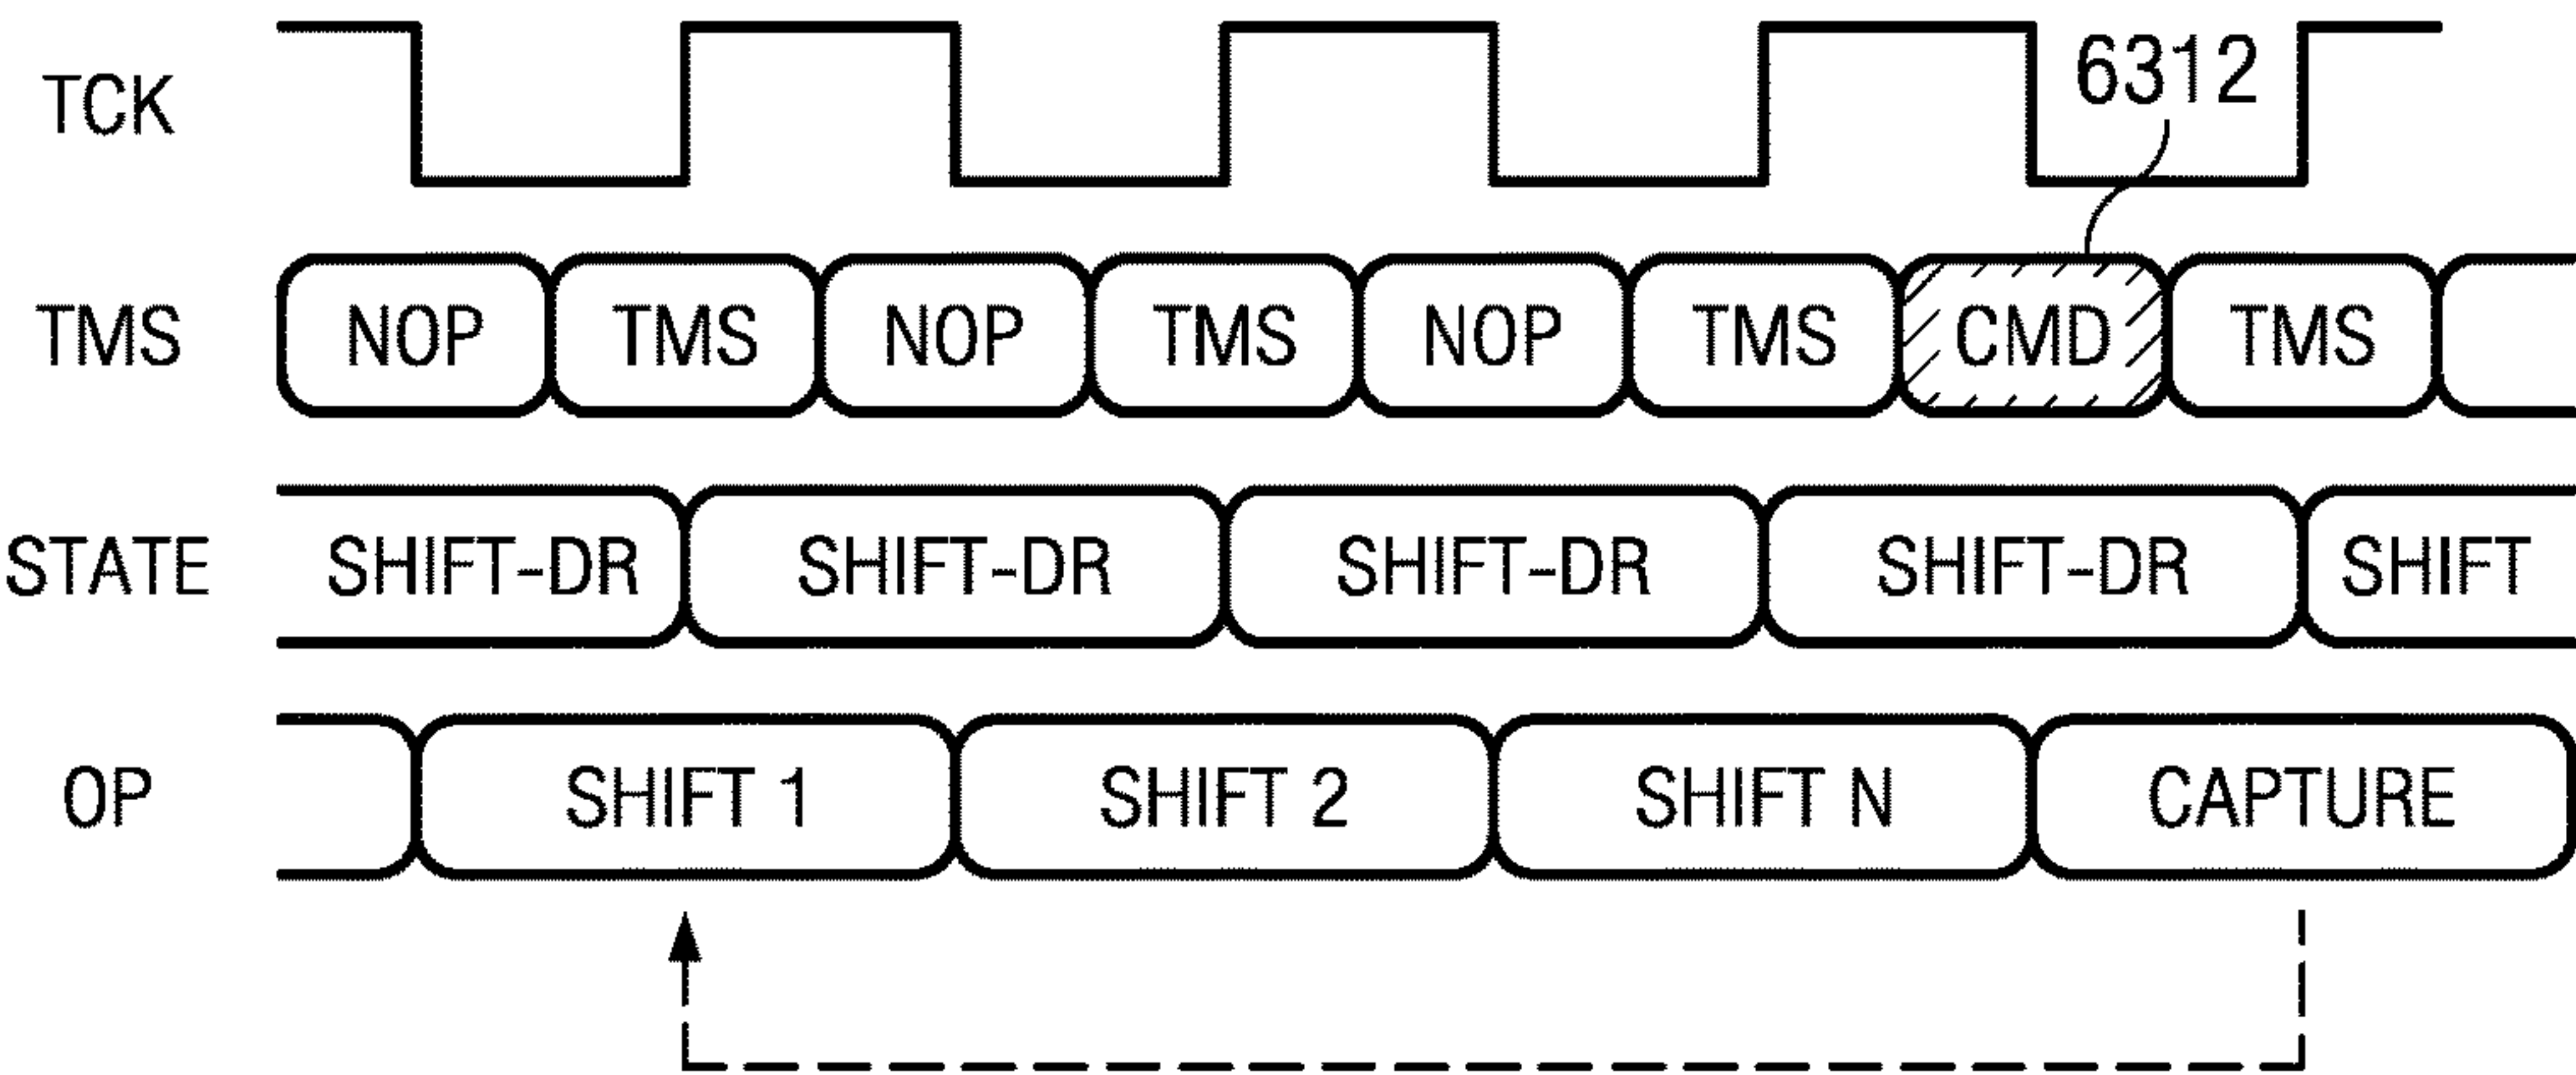 TCK 6312
TMS NOP TMS NOP TMS NOP TMS CMD TMS
STATE SHIFT-DR SHIFT-DR SHIFT-DR SHIFT-DR SHIFT
OP SHIFT 1 SHIFT 2 SHIFT N CAPTURE